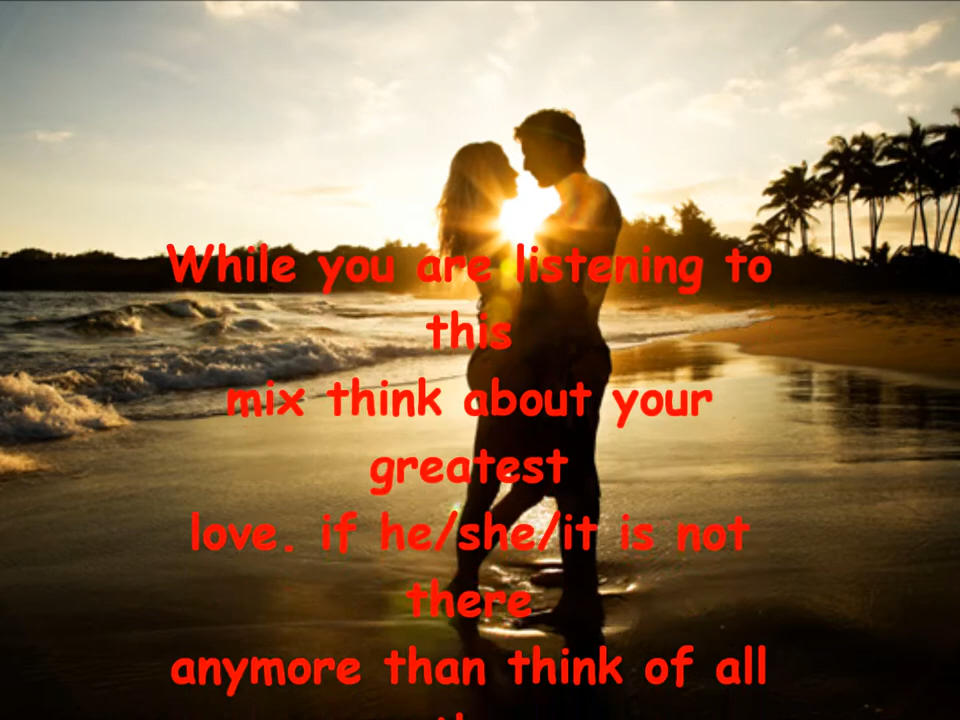 While you are listening to
this
mix think about your
greatest
love. if he/she/it is not
there
anymore than think of all